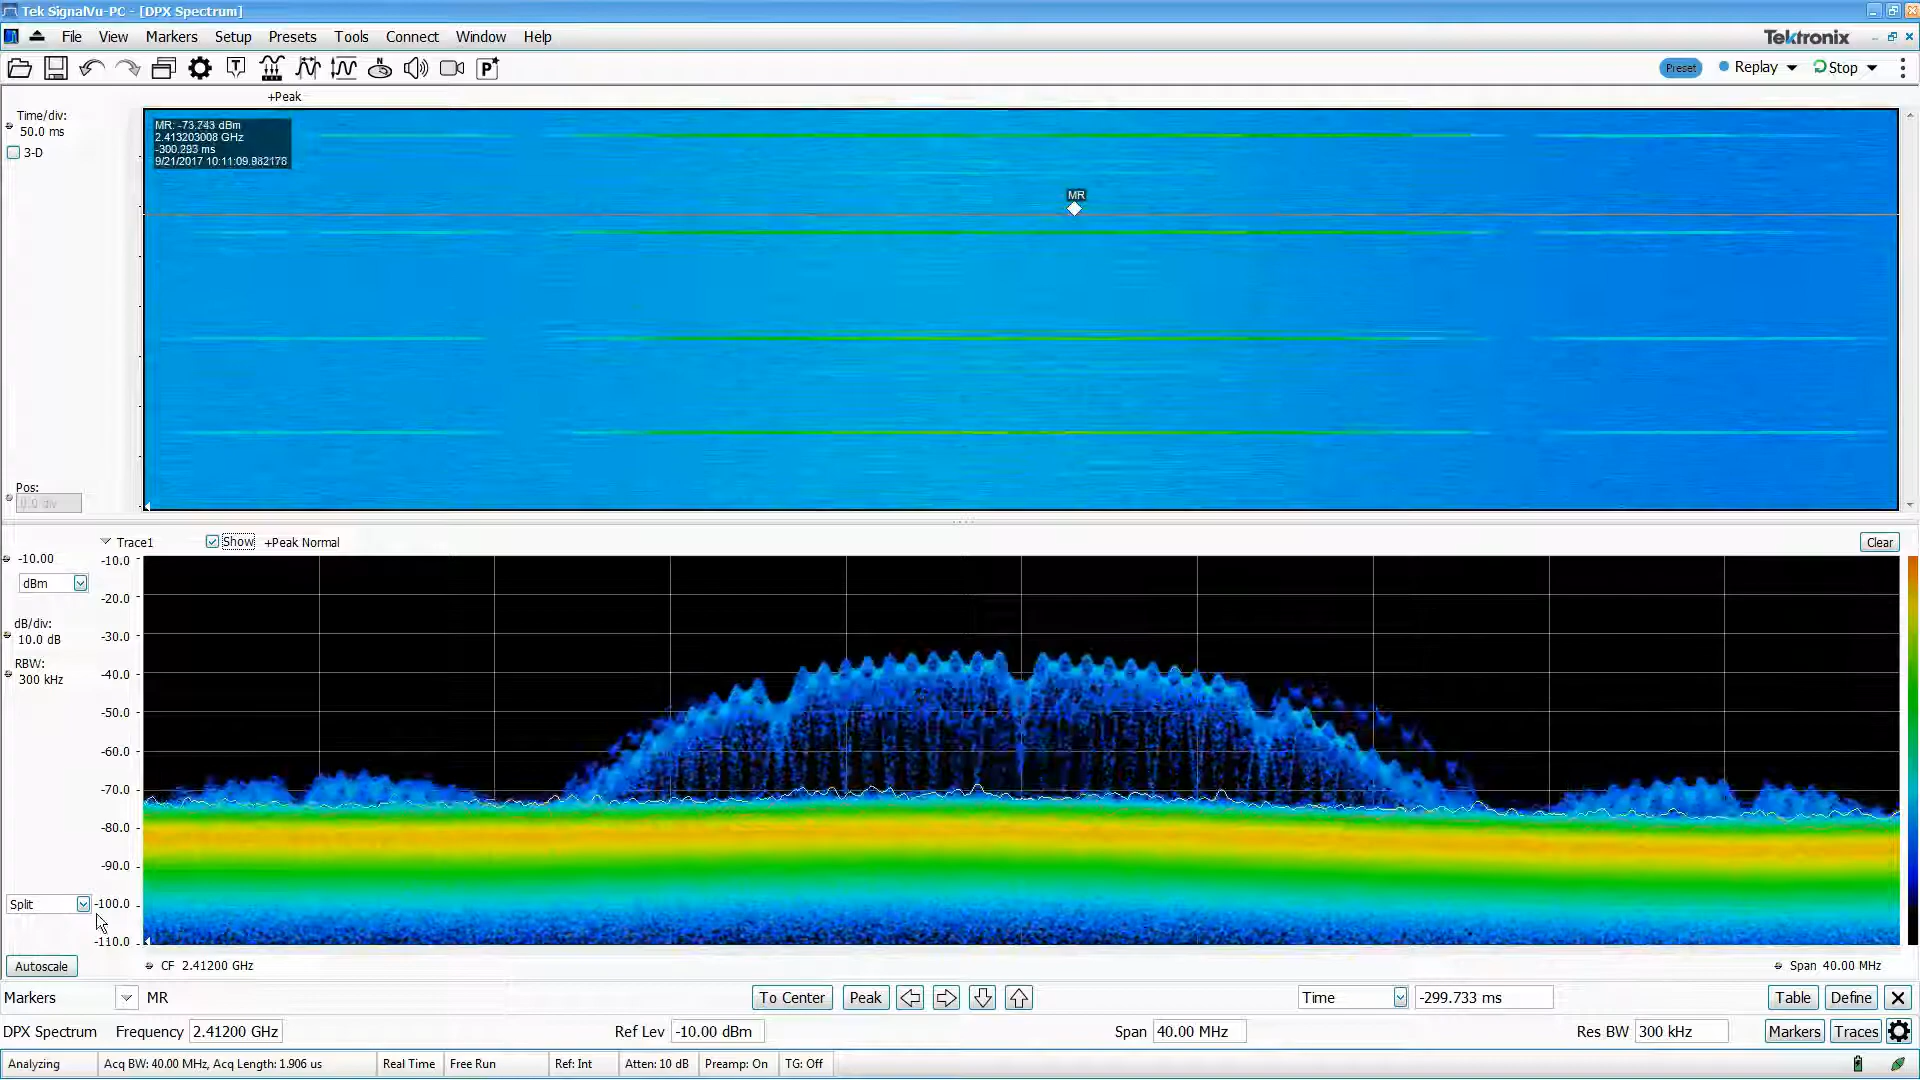 Tek SignalVu-PC - [DPX Spectrum]
File View Markers Setup Presets Tools Connect Window Help
Tektronix
Preset Replay Stop
+Peak
Time/div:
50.0 ms
3-D
MR: -73.743 dBm
2.413203008 GHz
-300.293 ms
9/21/2017 10:11:09.982178
MR
Pos:
0.0 div
Trace1 Show +Peak Normal Clear
-10.00
dBm
dB/div:
10.0 dB
RBW:
300 kHz
-10.0
-20.0
-30.0
-40.0
-50.0
-60.0
-70.0
-80.0
-90.0
-100.0
-110.0
Split
Autoscale
CF 2.41200 GHz
Span 40.00 MHz
Markers MR To Center Peak Time -299.733 ms Table Define
DPX Spectrum Frequency 2.41200 GHz Ref Lev -10.00 dBm Span 40.00 MHz Res BW 300 kHz Markers Traces
Analyzing Acq BW: 40.00 MHz, Acq Length: 1.906 us Real Time Free Run Ref: Int Atten: 10 dB Preamp: On TG: Off